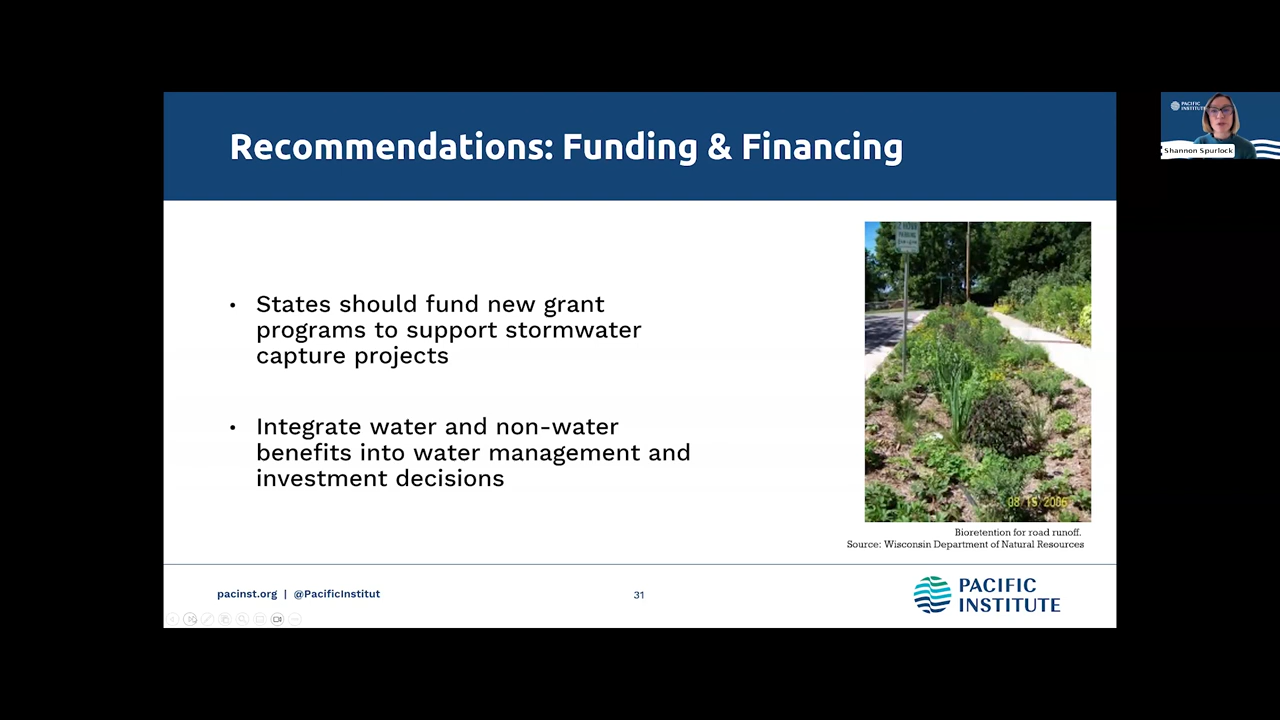 Recommendations: Funding & Financing
• States should fund new grant
programs to support stormwater
capture projects
• Integrate water and non-water
benefits into water management and
investment decisions
08/15/2006
Bioretention for road runoff.
Source: Wisconsin Department of Natural Resources
pacinst.org | @PacificInstitut
31
PACIFIC
INSTITUTE
PACIFIC
INSTITUTE
Shannon Spurlock